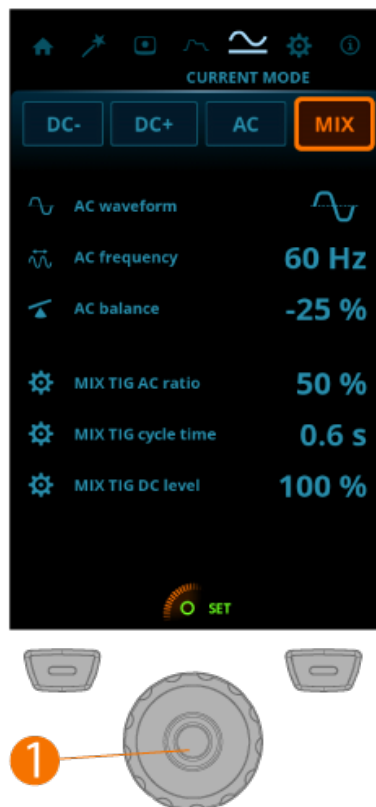 CURRENT MODE
DC- DC+ AC MIX
AC waveform
AC frequency 60 Hz
AC balance -25 %
MIX TIG AC ratio 50 %
MIX TIG cycle time 0.6 s
MIX TIG DC level 100 %
SET
1